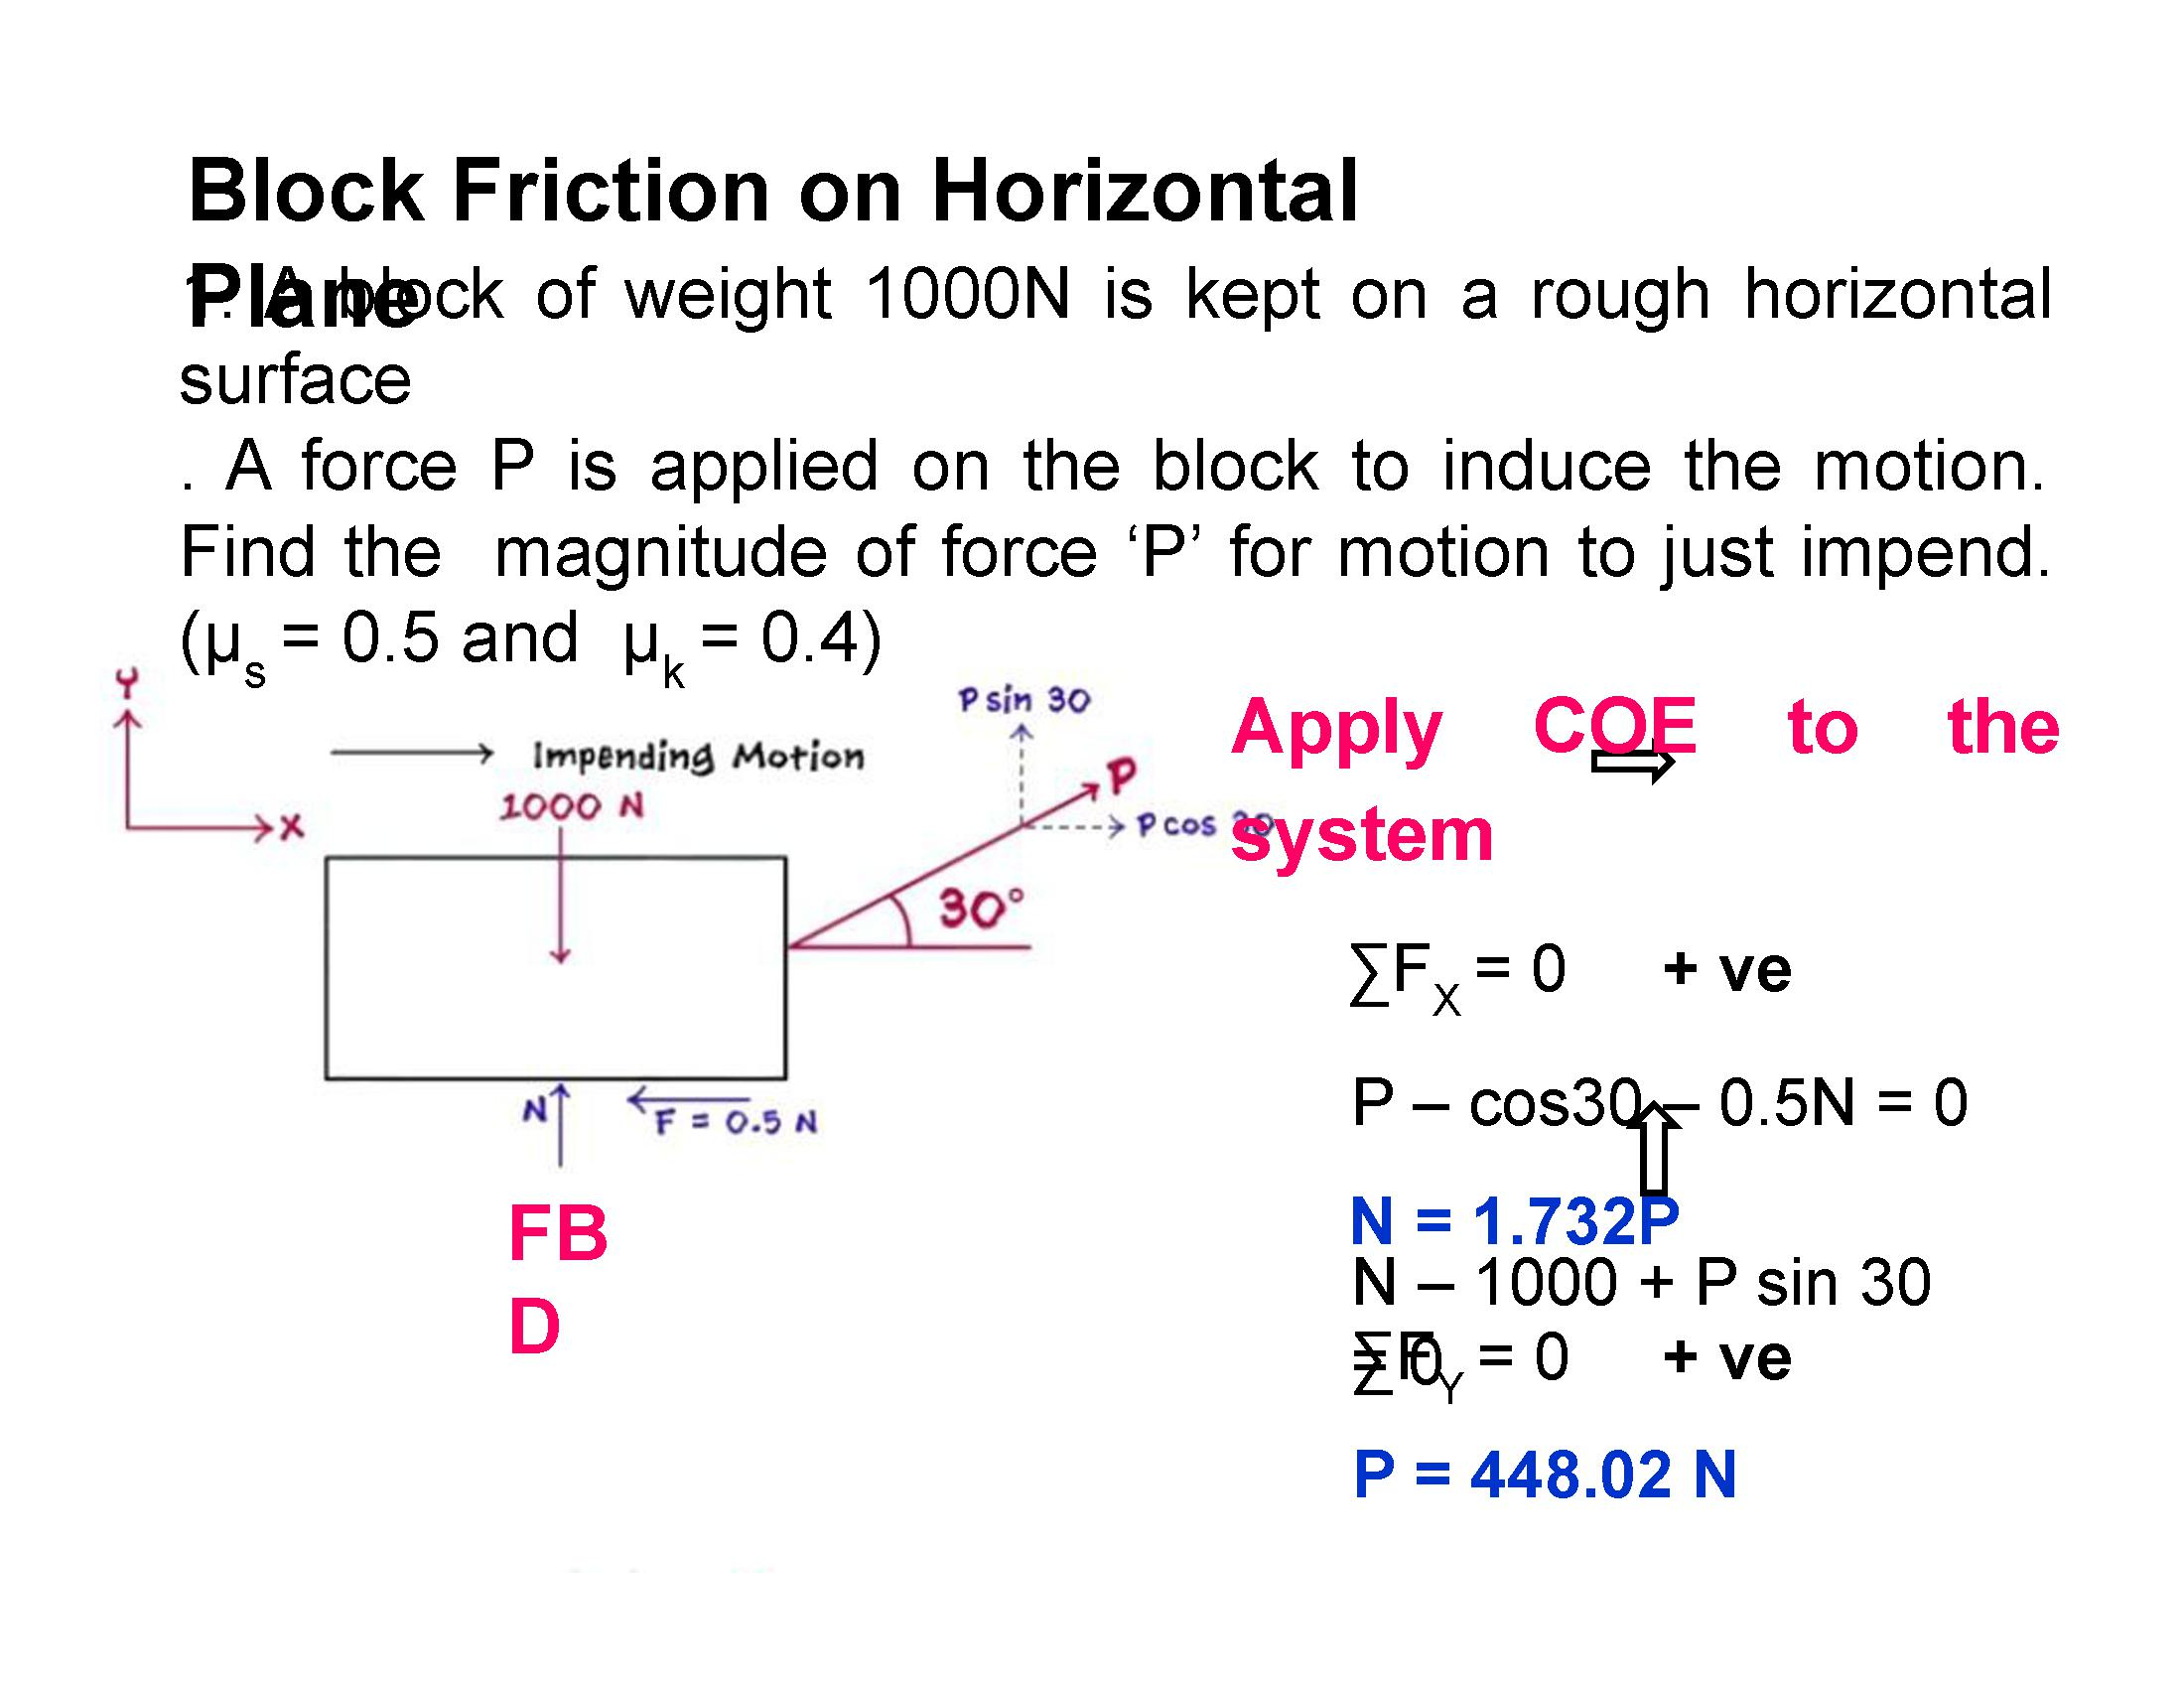 Block Friction on Horizontal
Plane
1. A block of weight 1000N is kept on a rough horizontal
surface
. A force P is applied on the block to induce the motion.
Find the magnitude of force ‘P’ for motion to just impend.
(μs = 0.5 and μk = 0.4)
Y
X
Impending Motion
1000 N
P sin 30
P
P cos 30
30°
N
F = 0.5 N
FB
D
Apply COE to the
system
∑FX = 0 + ve
P – cos30 – 0.5N = 0
N = 1.732P
N – 1000 + P sin 30
= 0
∑FY = 0 + ve
P = 448.02 N